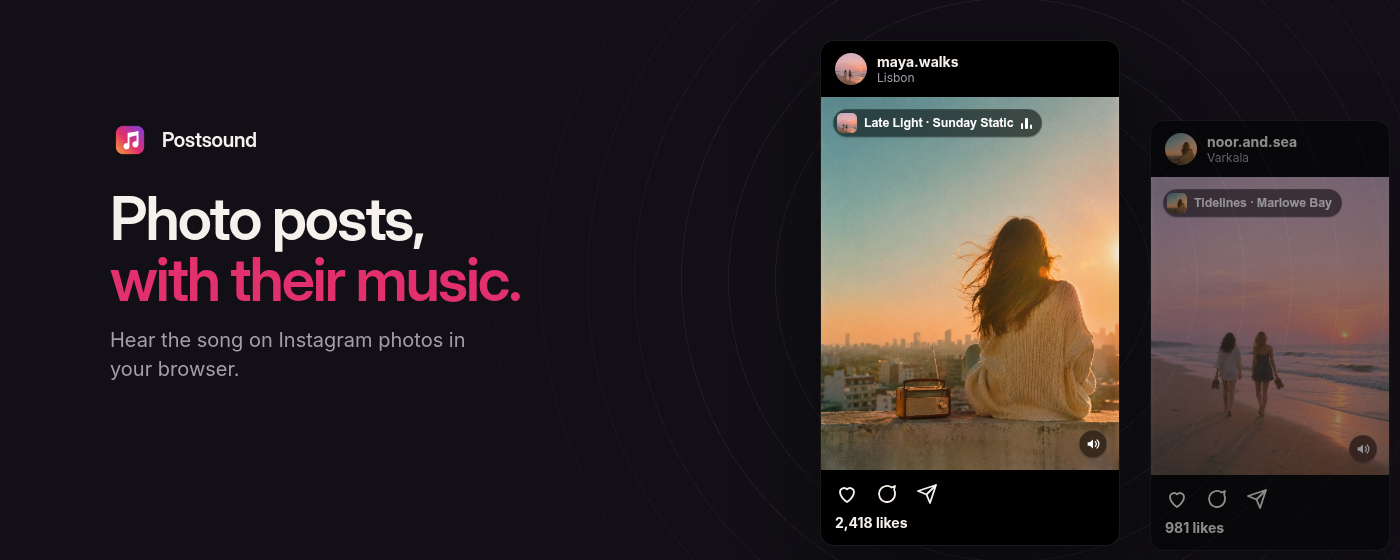 Postsound
Photo posts,
with their music.
Hear the song on Instagram photos in
your browser.
maya.walks
Lisbon
Late Light · Sunday Static
2,418 likes
noor.and.sea
Varkala
Tidelines · Marlowe Bay
981 likes